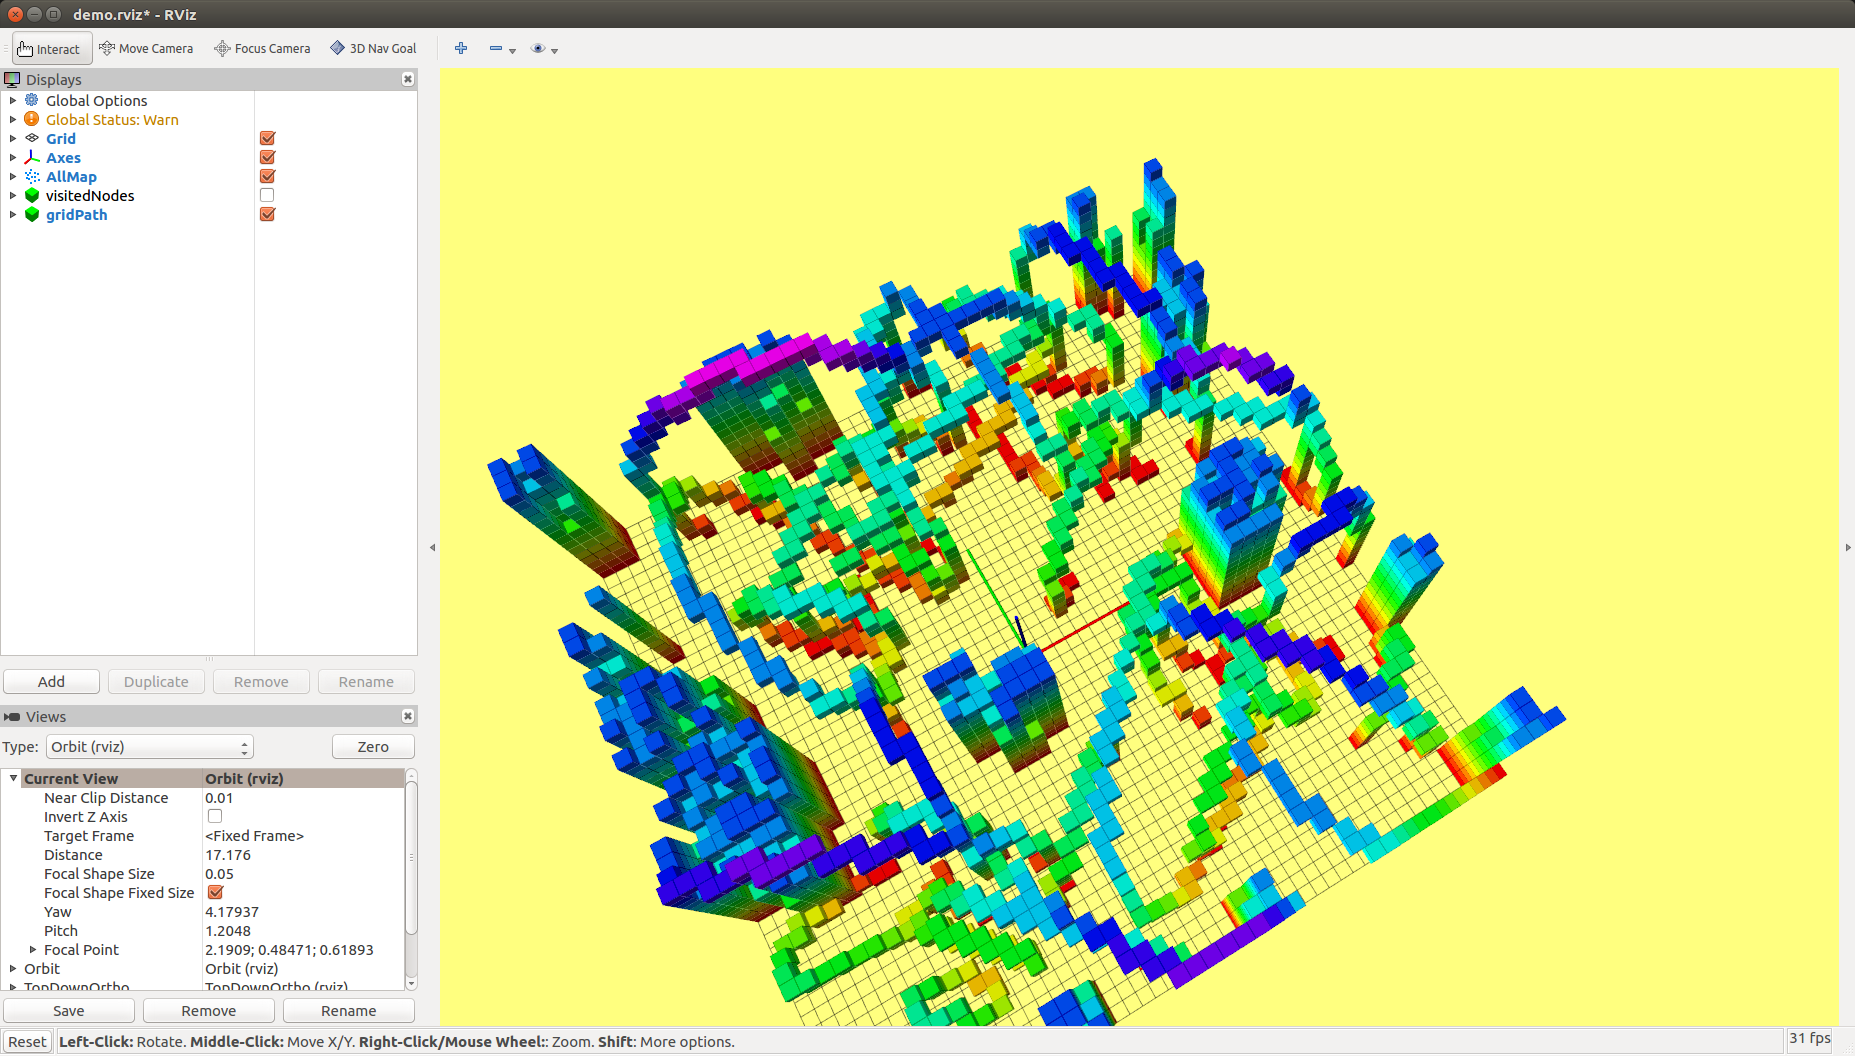 demo.rviz* - RViz
Interact Move Camera Focus Camera 3D Nav Goal
Displays
Global Options
Global Status: Warn
Grid
Axes
AllMap
visitedNodes
gridPath
Add Duplicate Remove Rename
Views
Type: Orbit (rviz) Zero
Current View Orbit (rviz)
Near Clip Distance 0.01
Invert Z Axis
Target Frame <Fixed Frame>
Distance 17.176
Focal Shape Size 0.05
Focal Shape Fixed Size
Yaw 4.17937
Pitch 1.2048
Focal Point 2.1909; 0.48471; 0.61893
Orbit Orbit (rviz)
TopDownOrtho TopDownOrtho (rviz)
Save Remove Rename
Reset Left-Click: Rotate. Middle-Click: Move X/Y. Right-Click/Mouse Wheel:: Zoom. Shift: More options. 31 fps